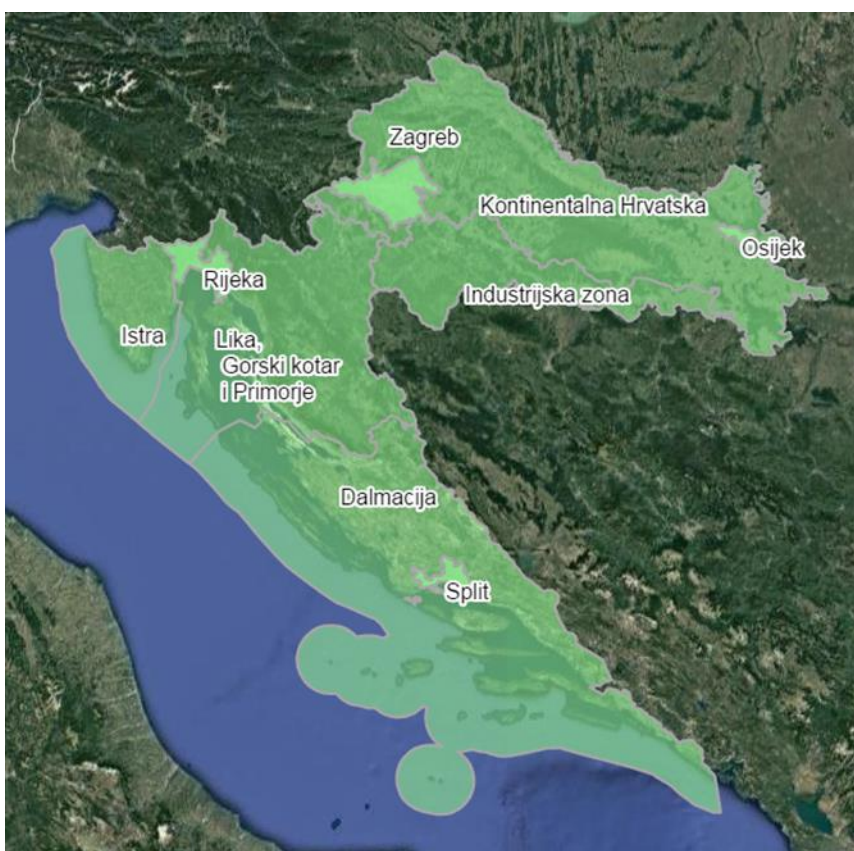 Zagreb
Kontinentalna Hrvatska
Osijek
Rijeka
Industrijska zona
Istra
Lika,
Gorski kotar
i Primorje
Dalmacija
Split